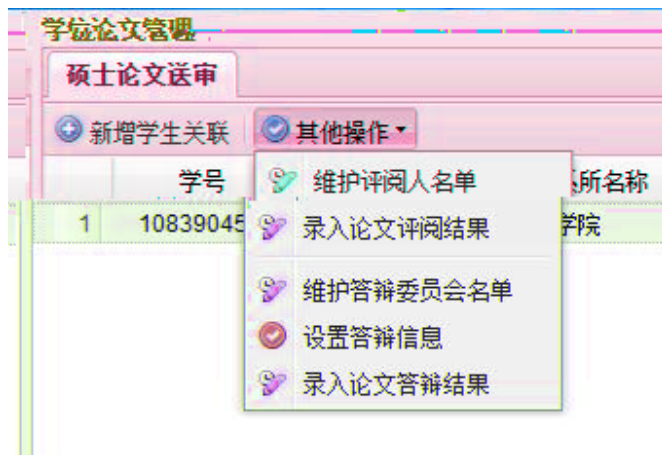 学位论文管理
硕士论文送审
新增学生关联 其他操作
学号 所名称
1 10839045 学院
维护评阅人名单
录入论文评阅结果
维护答辩委员会名单
设置答辩信息
录入论文答辩结果